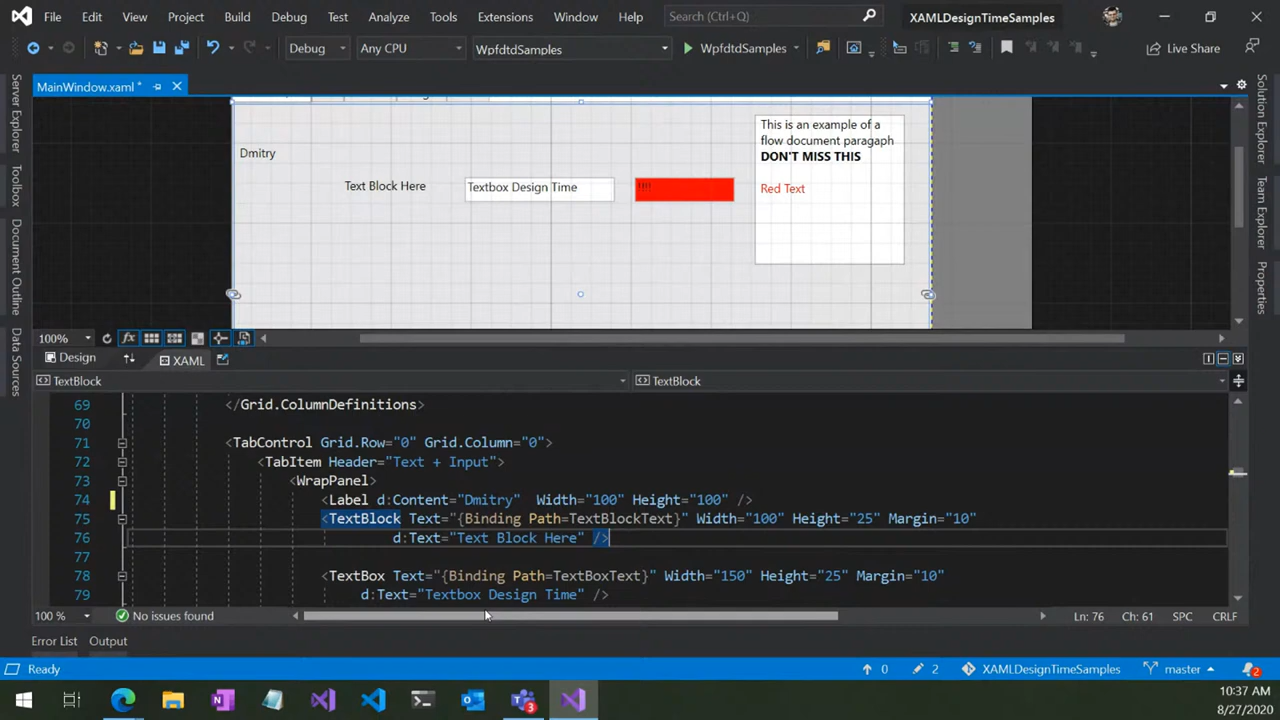 File Edit View Project Build Debug Test Analyze Tools Extensions Window Help Search (Ctrl+Q) XAMLDesignTimeSamples
Debug Any CPU WpfdtdSamples WpfdtdSamples Live Share
MainWindow.xaml *
Server Explorer
Toolbox
Document Outline
Data Sources
Solution Explorer
Team Explorer
Properties
This is an example of a
flow document paragaph
DON'T MISS THIS
Dmitry
Text Block Here Textbox Design Time
Red Text
100%
Design XAML
TextBlock TextBlock
69 </Grid.ColumnDefinitions>
70
71 <TabControl Grid.Row="0" Grid.Column="0">
72 <TabItem Header="Text + Input">
73 <WrapPanel>
74 <Label d:Content="Dmitry"  Width="100" Height="100" />
75 <TextBlock Text="{Binding Path=TextBlockText}" Width="100" Height="25" Margin="10"
76 d:Text="Text Block Here" />
77
78 <TextBox Text="{Binding Path=TextBoxText}" Width="150" Height="25" Margin="10"
79 d:Text="Textbox Design Time" />
100 % No issues found Ln: 76 Ch: 61 SPC CRLF
Error List Output
Ready 0 2 XAMLDesignTimeSamples master 2
3
10:37 AM
8/27/2020